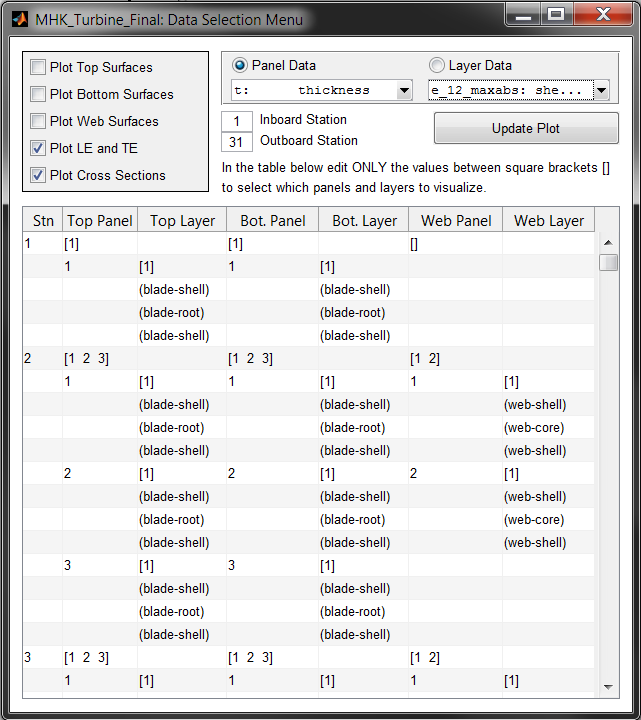 MHK_Turbine_Final: Data Selection Menu
Plot Top Surfaces
Plot Bottom Surfaces
Plot Web Surfaces
Plot LE and TE
Plot Cross Sections
Panel Data Layer Data
t: thickness e_12_maxabs: she...
1 Inboard Station
31 Outboard Station
Update Plot
In the table below edit ONLY the values between square brackets []
to select which panels and layers to visualize.
Stn Top Panel Top Layer Bot. Panel Bot. Layer Web Panel Web Layer
1 [1] [1] []
1 [1] 1 [1]
(blade-shell) (blade-shell)
(blade-root) (blade-root)
(blade-shell) (blade-shell)
2 [1 2 3] [1 2 3] [1 2]
1 [1] 1 [1] 1 [1]
(blade-shell) (blade-shell) (web-shell)
(blade-root) (blade-root) (web-core)
(blade-shell) (blade-shell) (web-shell)
2 [1] 2 [1] 2 [1]
(blade-shell) (blade-shell) (web-shell)
(blade-root) (blade-root) (web-core)
(blade-shell) (blade-shell) (web-shell)
3 [1] 3 [1]
(blade-shell) (blade-shell)
(blade-root) (blade-root)
(blade-shell) (blade-shell)
3 [1 2 3] [1 2 3] [1 2]
1 [1] 1 [1] 1 [1]